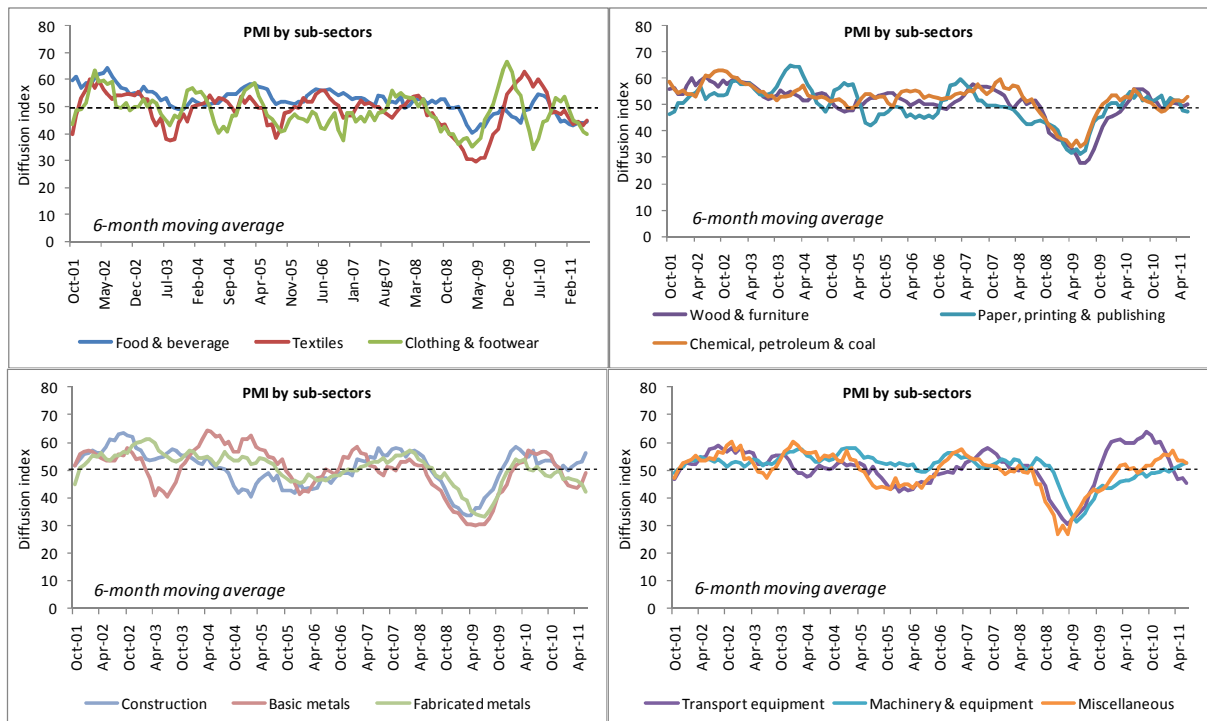 PMI by sub-sectors
Diffusion index
80
70
60
50
40
30
20
10
0
6-month moving average
Oct-01 May-02 Dec-02 Jul-03 Feb-04 Sep-04 Apr-05 Nov-05 Jun-06 Jan-07 Aug-07 Mar-08 Oct-08 May-09 Dec-09 Jul-10 Feb-11
Food & beverage Textiles Clothing & footwear
PMI by sub-sectors
Diffusion index
80
70
60
50
40
30
20
10
0
6-month moving average
Oct-01 Apr-02 Oct-02 Apr-03 Oct-03 Apr-04 Oct-04 Apr-05 Oct-05 Apr-06 Oct-06 Apr-07 Oct-07 Apr-08 Oct-08 Apr-09 Oct-09 Apr-10 Oct-10 Apr-11
Wood & furniture Paper, printing & publishing
Chemical, petroleum & coal
PMI by sub-sectors
Diffusion index
80
70
60
50
40
30
20
10
0
6-month moving average
Oct-01 Apr-02 Oct-02 Apr-03 Oct-03 Apr-04 Oct-04 Apr-05 Oct-05 Apr-06 Oct-06 Apr-07 Oct-07 Apr-08 Oct-08 Apr-09 Oct-09 Apr-10 Oct-10 Apr-11
Construction Basic metals Fabricated metals
PMI by sub-sectors
Diffusion index
80
70
60
50
40
30
20
10
0
6-month moving average
Oct-01 Apr-02 Oct-02 Apr-03 Oct-03 Apr-04 Oct-04 Apr-05 Oct-05 Apr-06 Oct-06 Apr-07 Oct-07 Apr-08 Oct-08 Apr-09 Oct-09 Apr-10 Oct-10 Apr-11
Transport equipment Machinery & equipment Miscellaneous